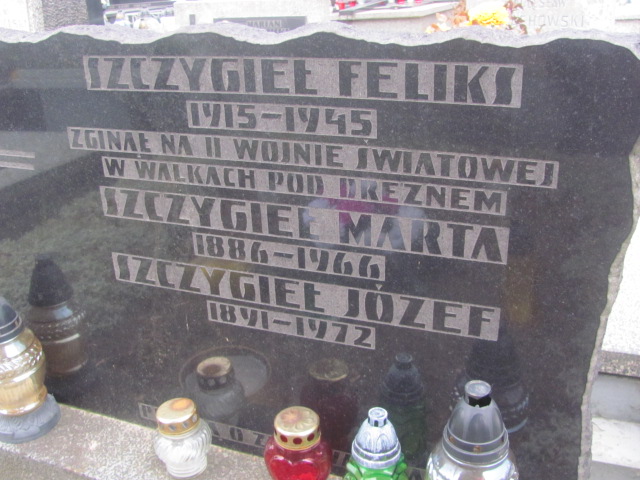 SZCZYGIEŁ FELIKS
1915-1945
ZGINAŁ NA II WOJNIE ŚWIATOWEJ
W WALKACH POD DREZNEM
SZCZYGIEŁ MARTA
1886-1966
SZCZYGIEŁ JÓZEF
1891-1972